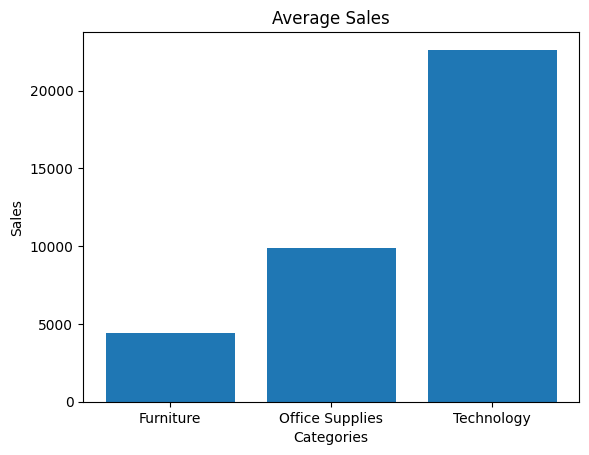 Average Sales
Sales
20000
15000
10000
5000
0
Furniture
Office Supplies
Technology
Categories